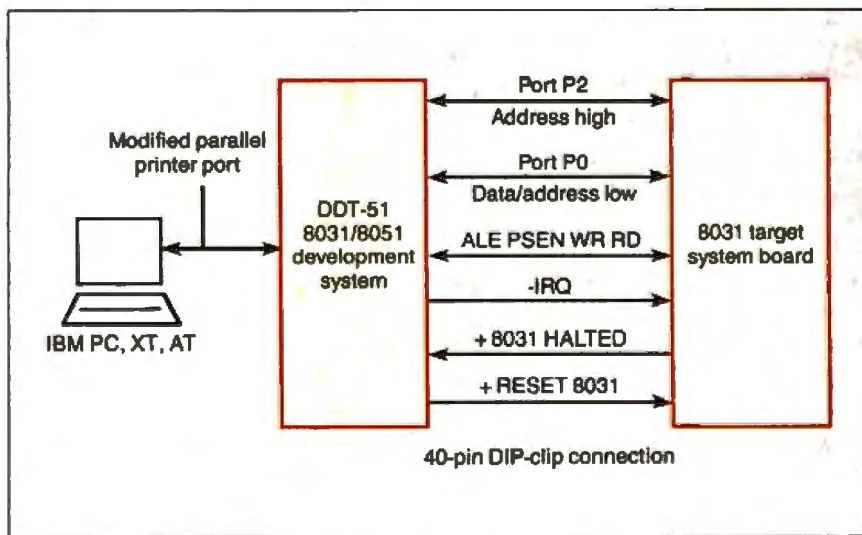 Modified parallel
printer port
IBM PC, XT, AT
DDT-51
8031/8051
development
system
Port P2
Address high
Port P0
Data/address low
ALE PSEN WR RD
-IRQ
+ 8031 HALTED
+ RESET 8031
8031 target
system board
40-pin DIP-clip connection